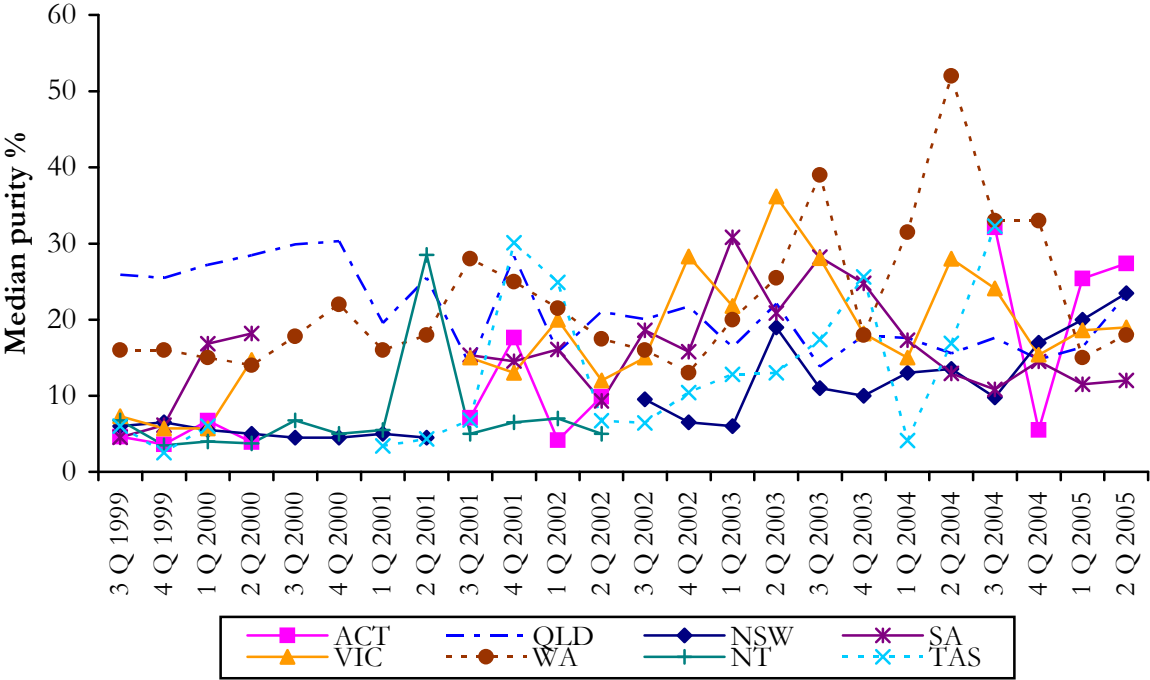 60
50
40
30
20
10
0
Median purity %
3 Q 1999
4 Q 1999
1 Q 2000
2 Q 2000
3 Q 2000
4 Q 2000
1 Q 2001
2 Q 2001
3 Q 2001
4 Q 2001
1 Q 2002
2 Q 2002
3 Q 2002
4 Q 2002
1 Q 2003
2 Q 2003
3 Q 2003
4 Q 2003
1 Q 2004
2 Q 2004
3 Q 2004
4 Q 2004
1 Q 2005
2 Q 2005
ACT QLD NSW SA
VIC WA NT TAS